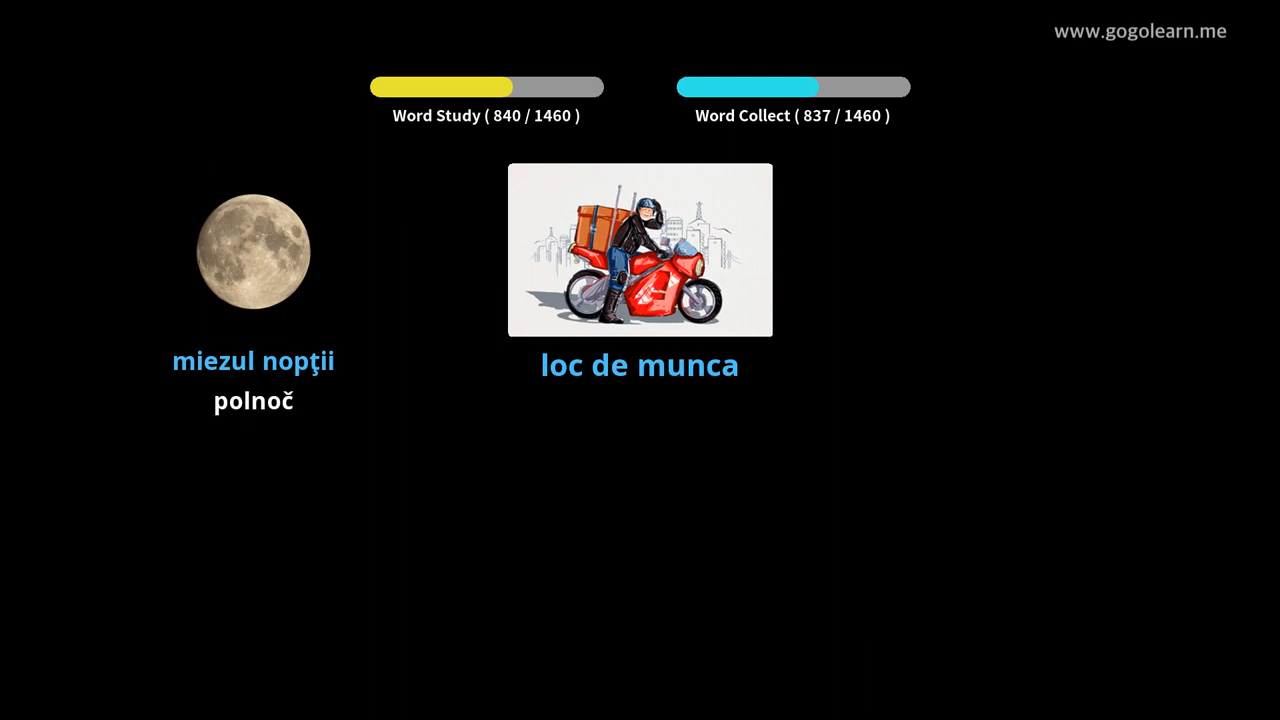 www.gogolearn.me
Word Study ( 840 / 1460 )
Word Collect ( 837 / 1460 )
miezul nopţii
polnoč
loc de munca